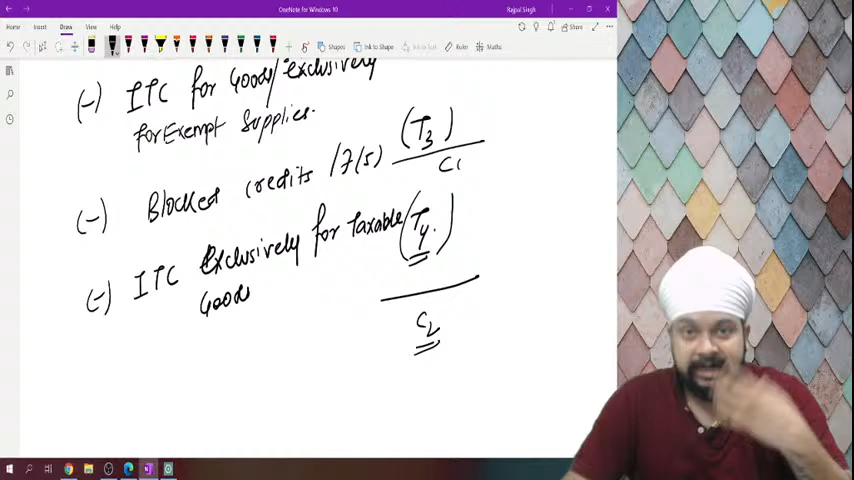 OneNote for Windows 10
Rajpal Singh
Home Insert Draw View Help
Share
Shapes Ink to Shape Ink to Text Ruler Maths
(-) ITC for Goods/exclusively
for Exempt Supplies.
(T3)
(-) Blocked credits 17(5)
C1
(-) ITC Exclusively for Taxable (T4)
Goods
C2